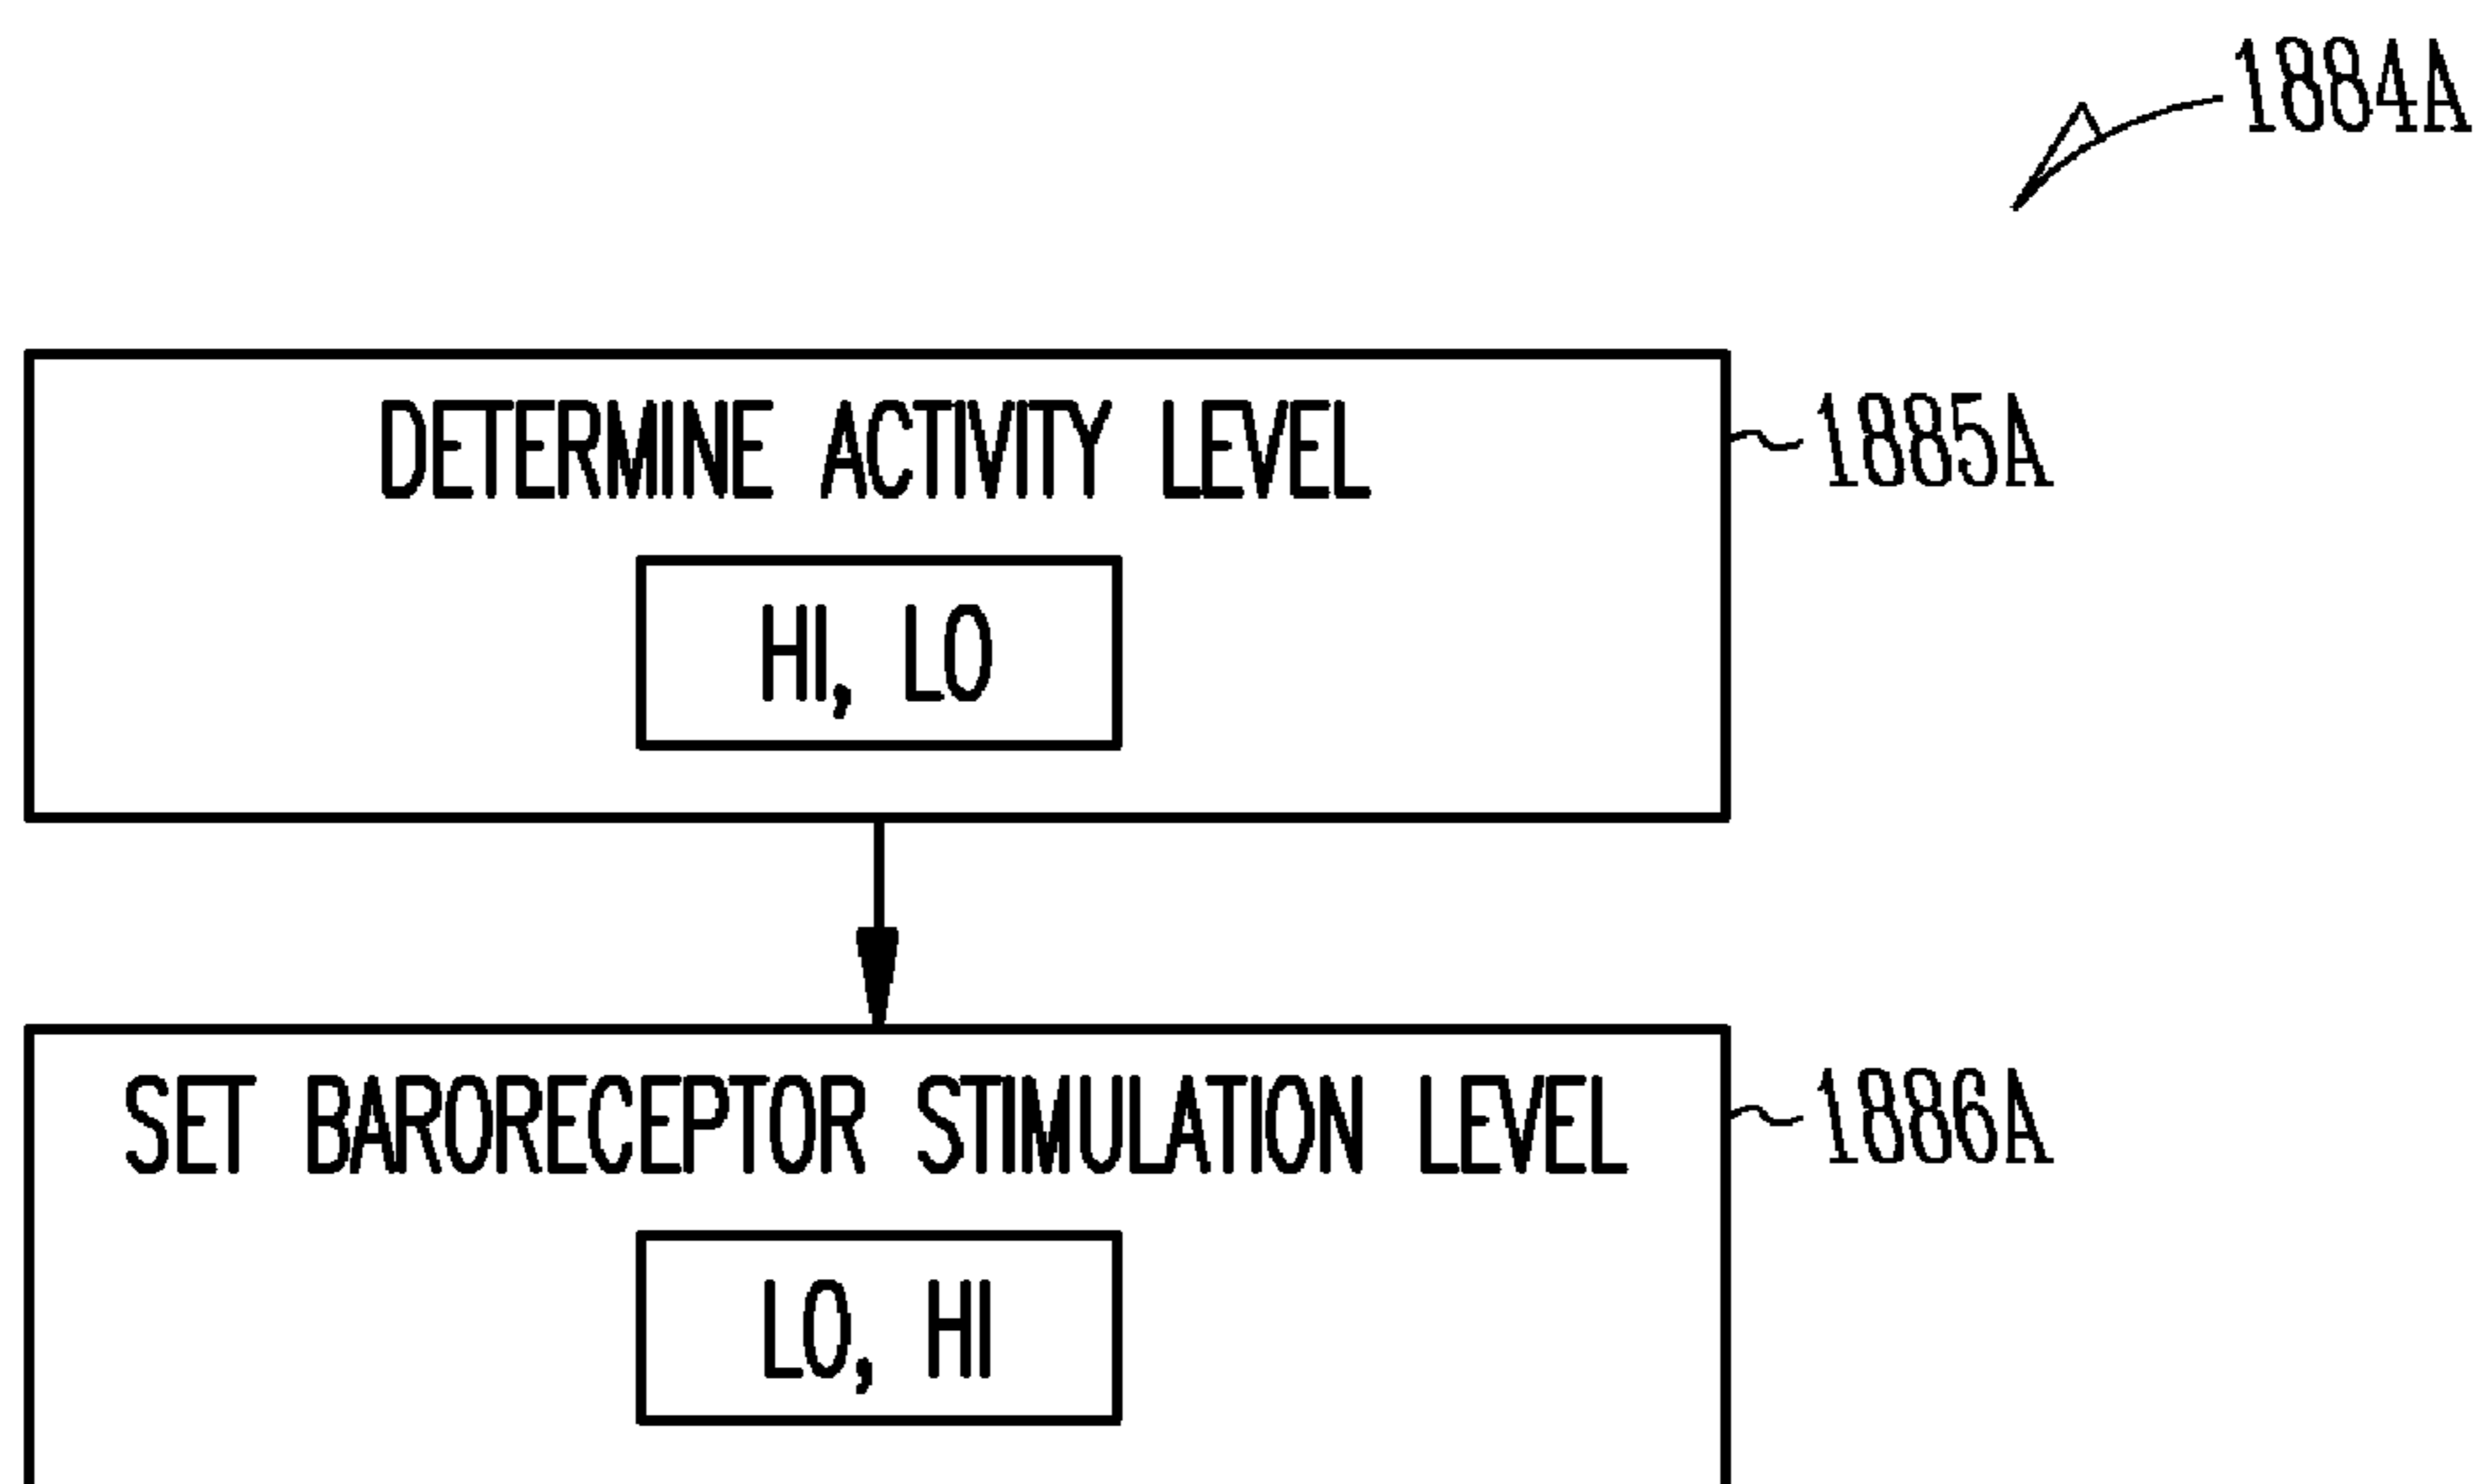 1884A
DETERMINE ACTIVITY LEVEL
1885A
HI, LO
SET BARORECEPTOR STIMULATION LEVEL
1886A
LO, HI